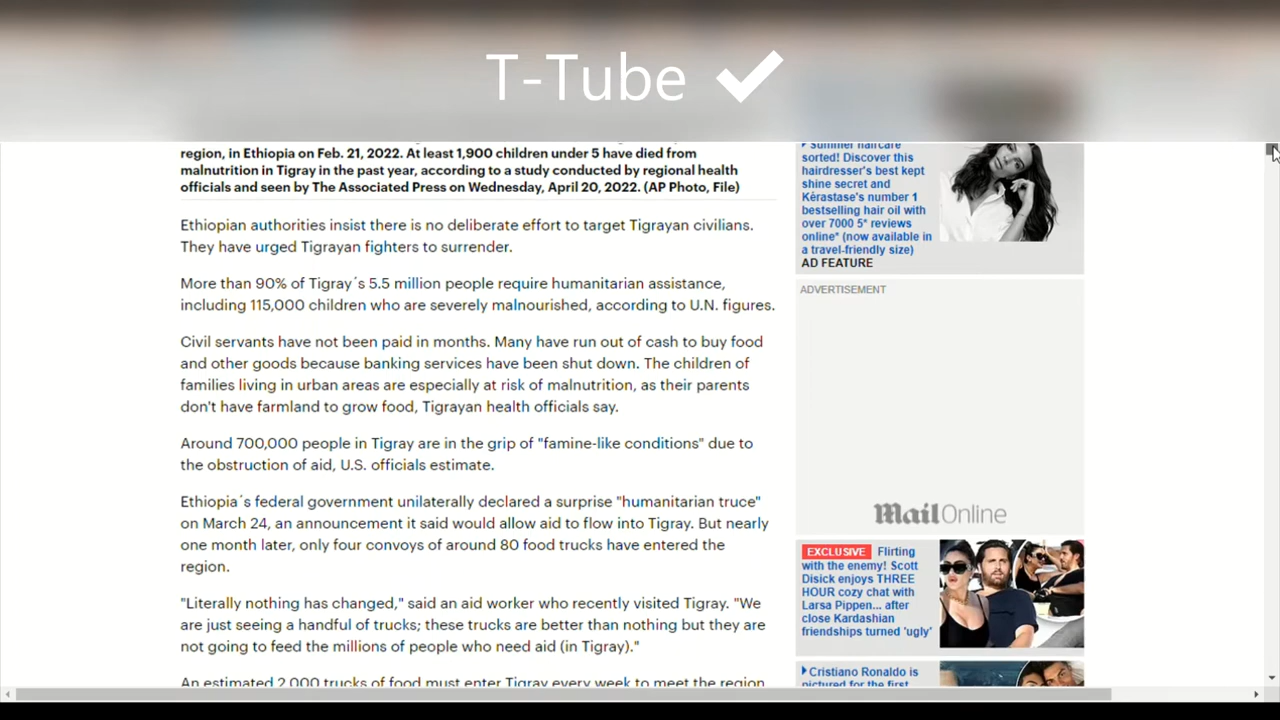 T-Tube
region, in Ethiopia on Feb. 21, 2022. At least 1,900 children under 5 have died from
malnutrition in Tigray in the past year, according to a study conducted by regional health
officials and seen by The Associated Press on Wednesday, April 20, 2022. (AP Photo, File)
Ethiopian authorities insist there is no deliberate effort to target Tigrayan civilians.
They have urged Tigrayan fighters to surrender.
More than 90% of Tigray´s 5.5 million people require humanitarian assistance,
including 115,000 children who are severely malnourished, according to U.N. figures.
Civil servants have not been paid in months. Many have run out of cash to buy food
and other goods because banking services have been shut down. The children of
families living in urban areas are especially at risk of malnutrition, as their parents
don't have farmland to grow food, Tigrayan health officials say.
Around 700,000 people in Tigray are in the grip of "famine-like conditions" due to
the obstruction of aid, U.S. officials estimate.
Ethiopia´s federal government unilaterally declared a surprise "humanitarian truce"
on March 24, an announcement it said would allow aid to flow into Tigray. But nearly
one month later, only four convoys of around 80 food trucks have entered the
region.
"Literally nothing has changed," said an aid worker who recently visited Tigray. "We
are just seeing a handful of trucks; these trucks are better than nothing but they are
not going to feed the millions of people who need aid (in Tigray)."
An estimated 2,000 trucks of food must enter Tigray every week to meet the region
Summer haircare
sorted! Discover this
hairdresser's best kept
shine secret and
Kérastase's number 1
bestselling hair oil with
over 7000 5* reviews
online* (now available in
a travel-friendly size)
AD FEATURE
ADVERTISEMENT
Mail Online
EXCLUSIVE Flirting
with the enemy! Scott
Disick enjoys THREE
HOUR cozy chat with
Larsa Pippen... after
close Kardashian
friendships turned 'ugly'
Cristiano Ronaldo is
pictured for the first